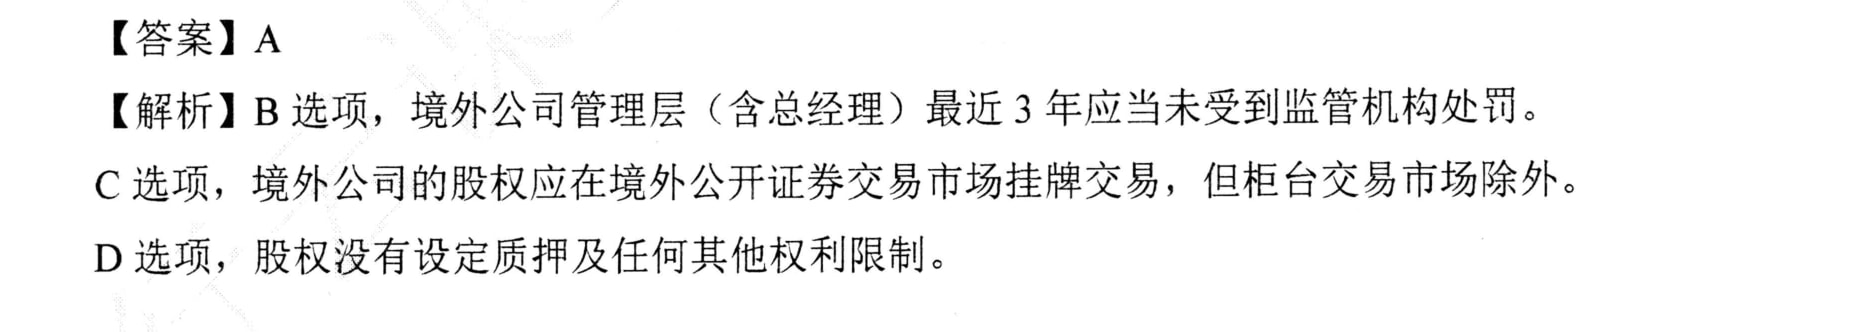 【答案】A
【解析】B 选项，境外公司管理层（含总经理）最近 3 年应当未受到监管机构处罚。
C 选项，境外公司的股权应在境外公开证券交易市场挂牌交易，但柜台交易市场除外。
D 选项，股权没有设定质押及任何其他权利限制。